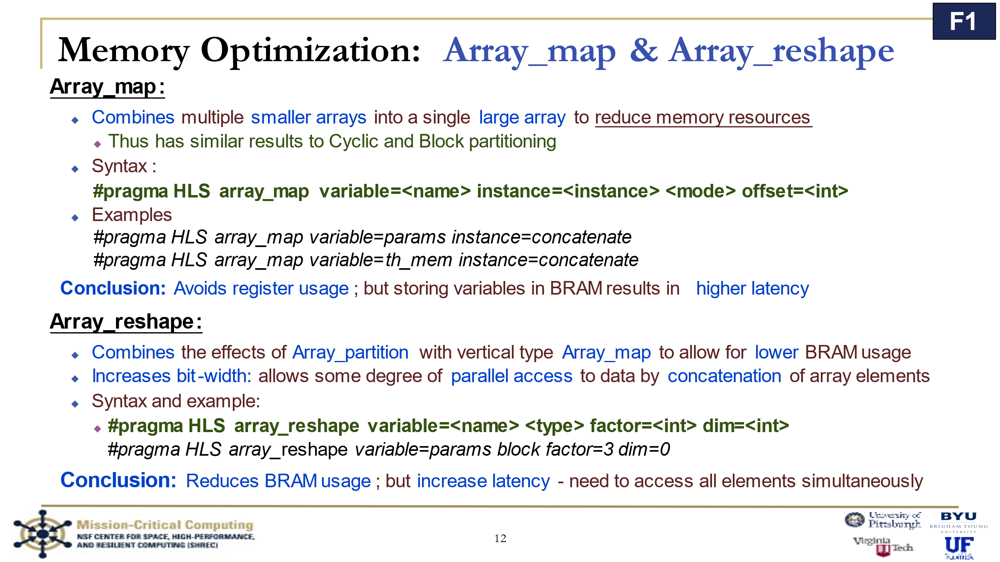 F1
Memory Optimization: Array_map & Array_reshape
Array_map:
Combines multiple smaller arrays into a single large array to reduce memory resources
Thus has similar results to Cyclic and Block partitioning
Syntax :
#pragma HLS array_map variable=<name> instance=<instance> <mode> offset=<int>
Examples
#pragma HLS array_map variable=params instance=concatenate
#pragma HLS array_map variable=th_mem instance=concatenate
Conclusion: Avoids register usage ; but storing variables in BRAM results in higher latency
Array_reshape:
Combines the effects of Array_partition with vertical type Array_map to allow for lower BRAM usage
Increases bit-width: allows some degree of parallel access to data by concatenation of array elements
Syntax and example:
#pragma HLS array_reshape variable=<name> <type> factor=<int> dim=<int>
#pragma HLS array_reshape variable=params block factor=3 dim=0
Conclusion: Reduces BRAM usage ; but increase latency - need to access all elements simultaneously
Mission-Critical Computing
NSF CENTER FOR SPACE, HIGH-PERFORMANCE,
AND RESILIENT COMPUTING (SHREC)
12
University of
Pittsburgh
BYU
BRIGHAM YOUNG
UNIVERSITY
Virginia
Tech
UF
FLORIDA